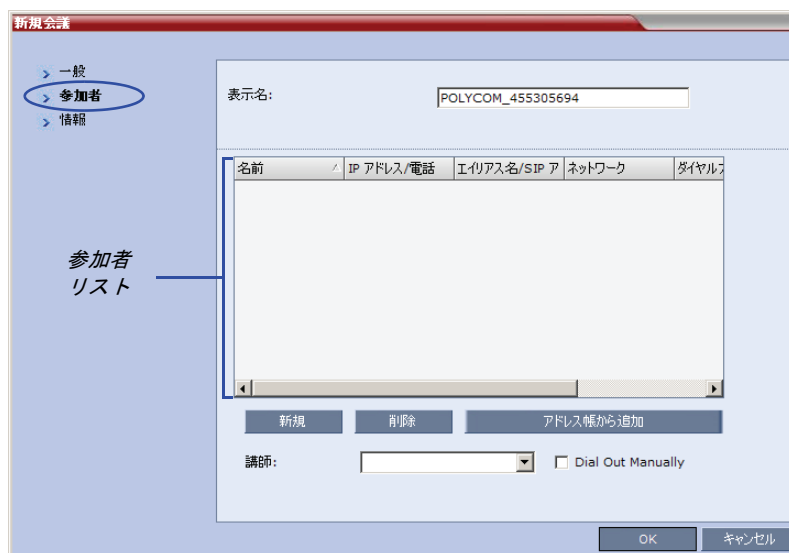 新規会議
一般
参加者
情報
表示名:
POLYCOM_455305694
名前
IP アドレス/電話
エイリアス名/SIP ア
ネットワーク
ダイヤルフ
参加者
リスト
新規
削除
アドレス帳から追加
講師:
Dial Out Manually
OK
キャンセル